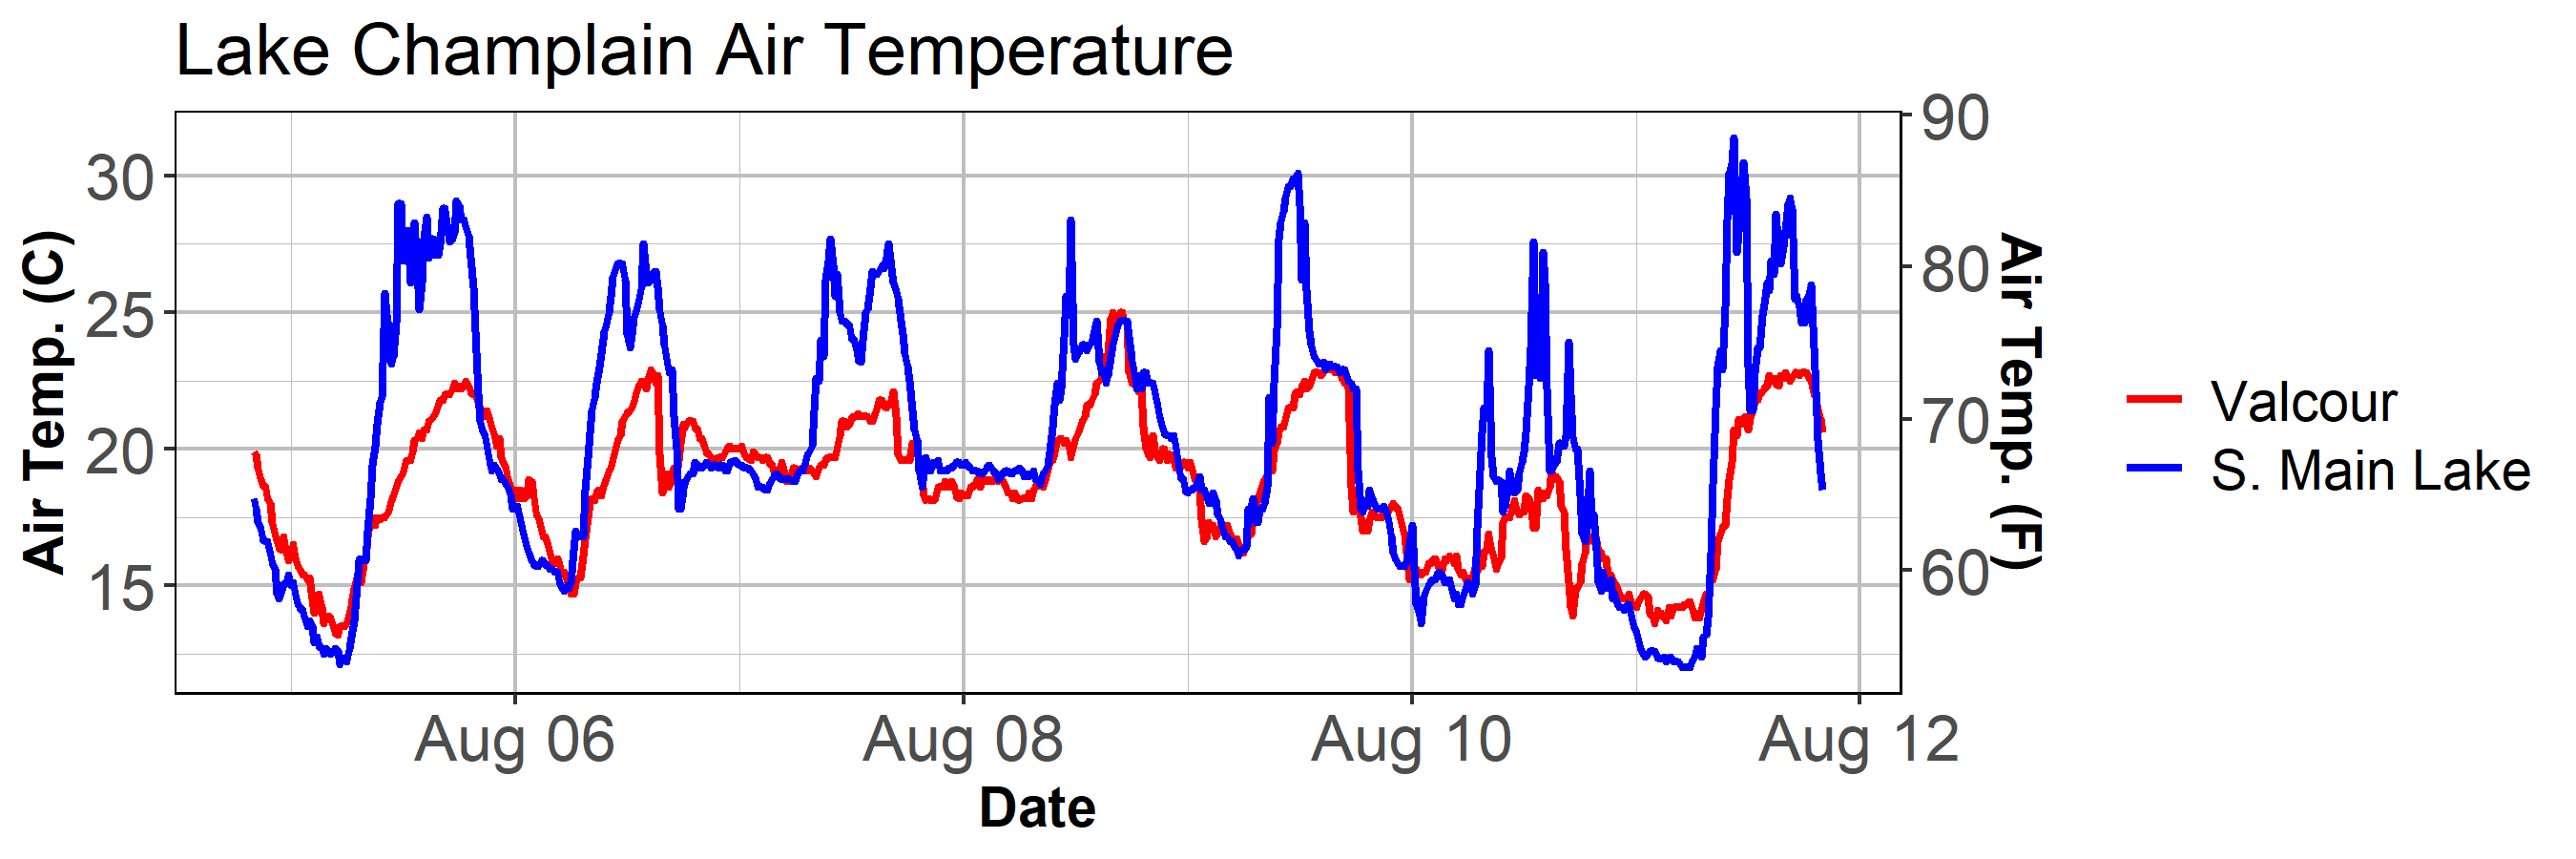 Lake Champlain Air Temperature
Air Temp. (C)
30
25
20
15
90
80
70
60
Air Temp. (F)
Aug 06
Aug 08
Aug 10
Aug 12
Date
Valcour
S. Main Lake